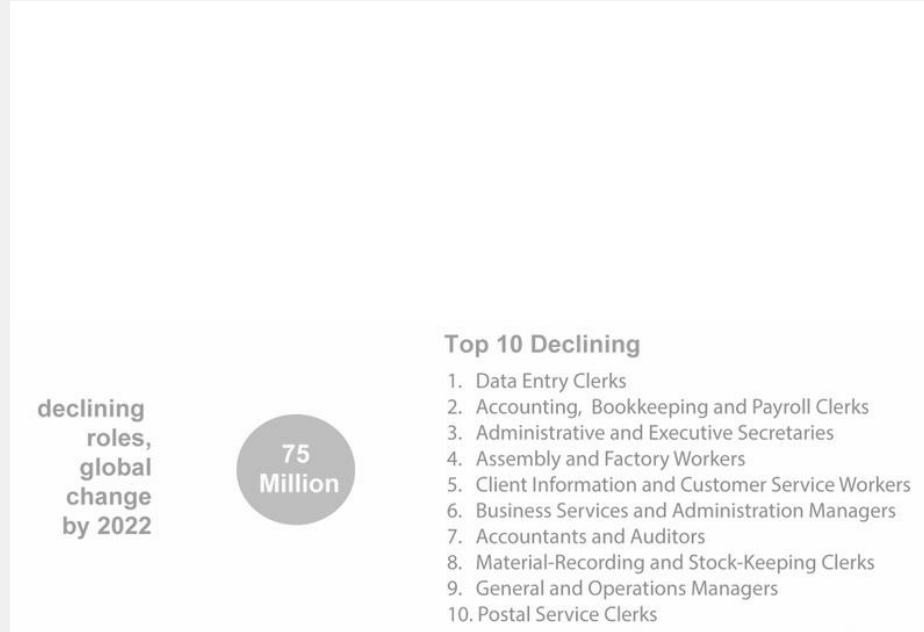 declining
roles,
global
change
by 2022
75
Million
Top 10 Declining
1. Data Entry Clerks
2. Accounting, Bookkeeping and Payroll Clerks
3. Administrative and Executive Secretaries
4. Assembly and Factory Workers
5. Client Information and Customer Service Workers
6. Business Services and Administration Managers
7. Accountants and Auditors
8. Material-Recording and Stock-Keeping Clerks
9. General and Operations Managers
10. Postal Service Clerks